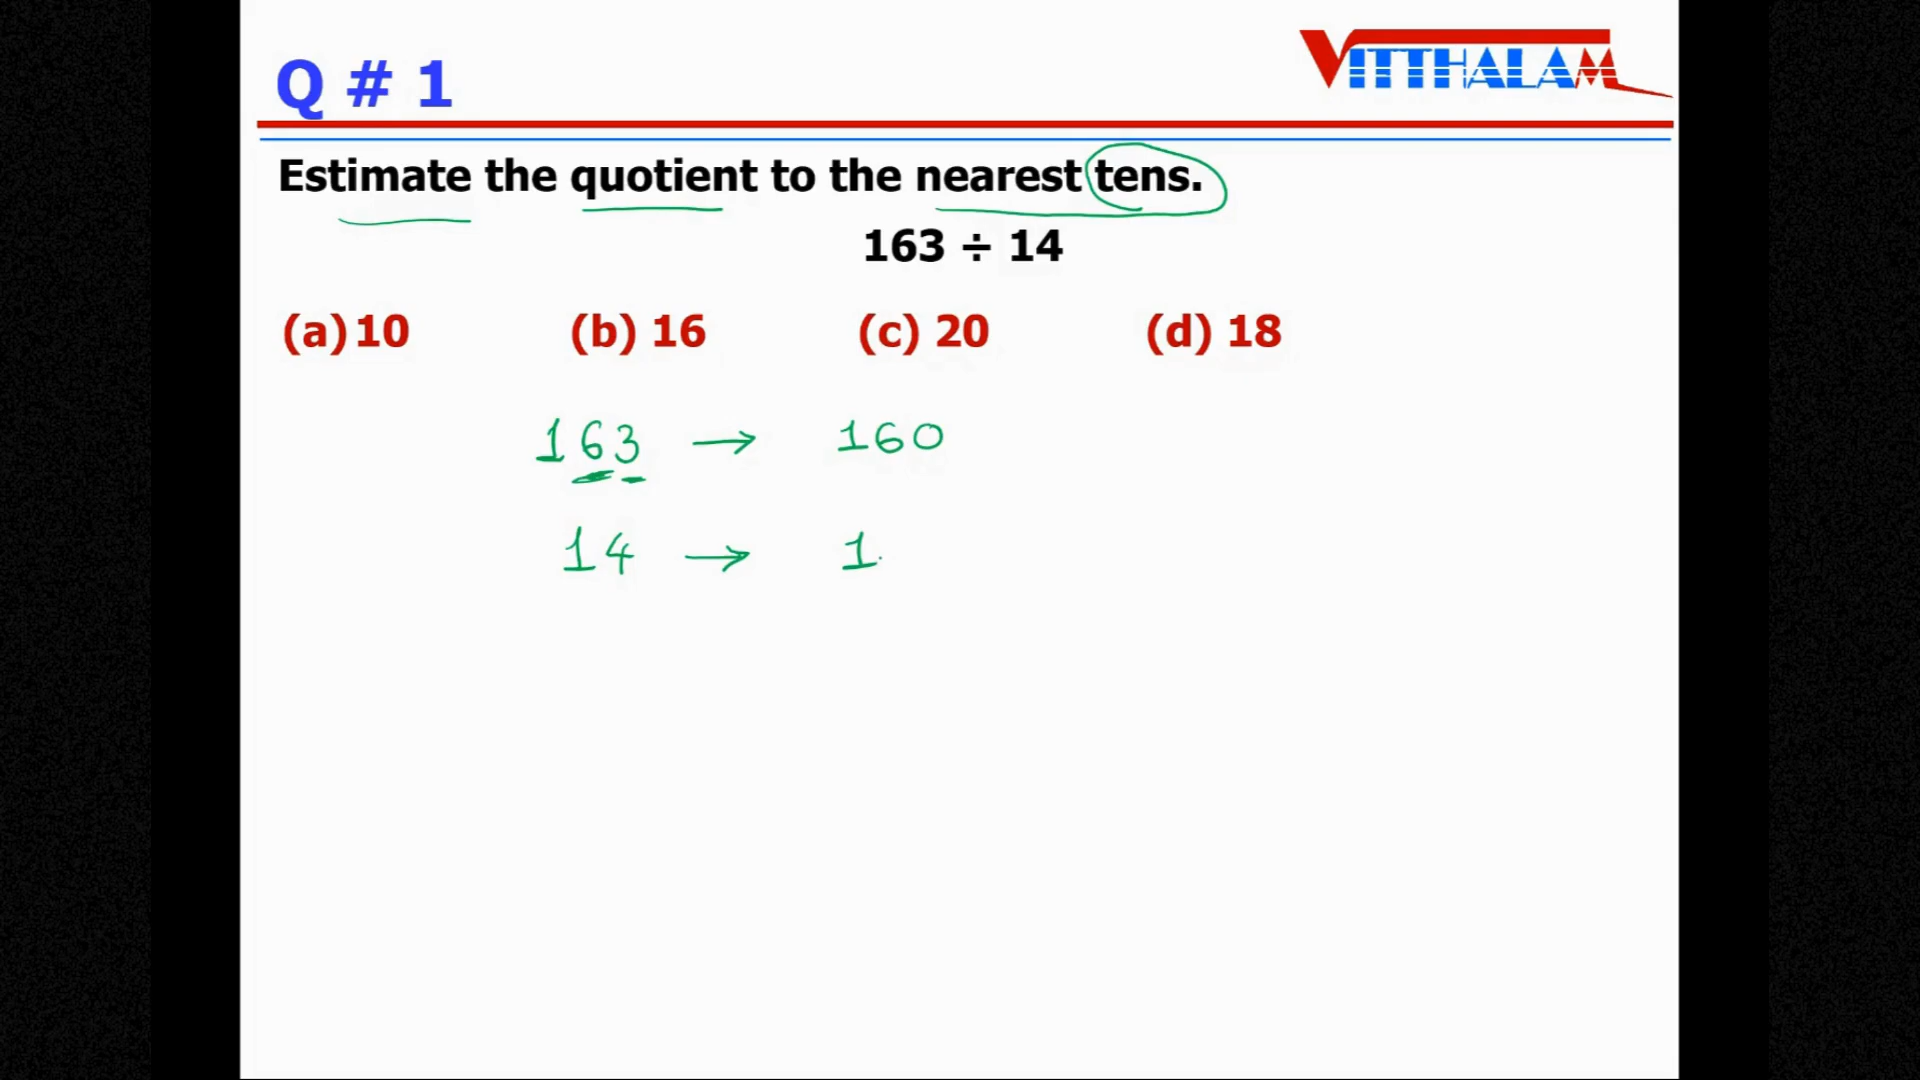 Q # 1
VITTHALAM
Estimate the quotient to the nearest tens.
163 ÷ 14
(a) 10 (b) 16 (c) 20 (d) 18
163 → 160
14 → 1